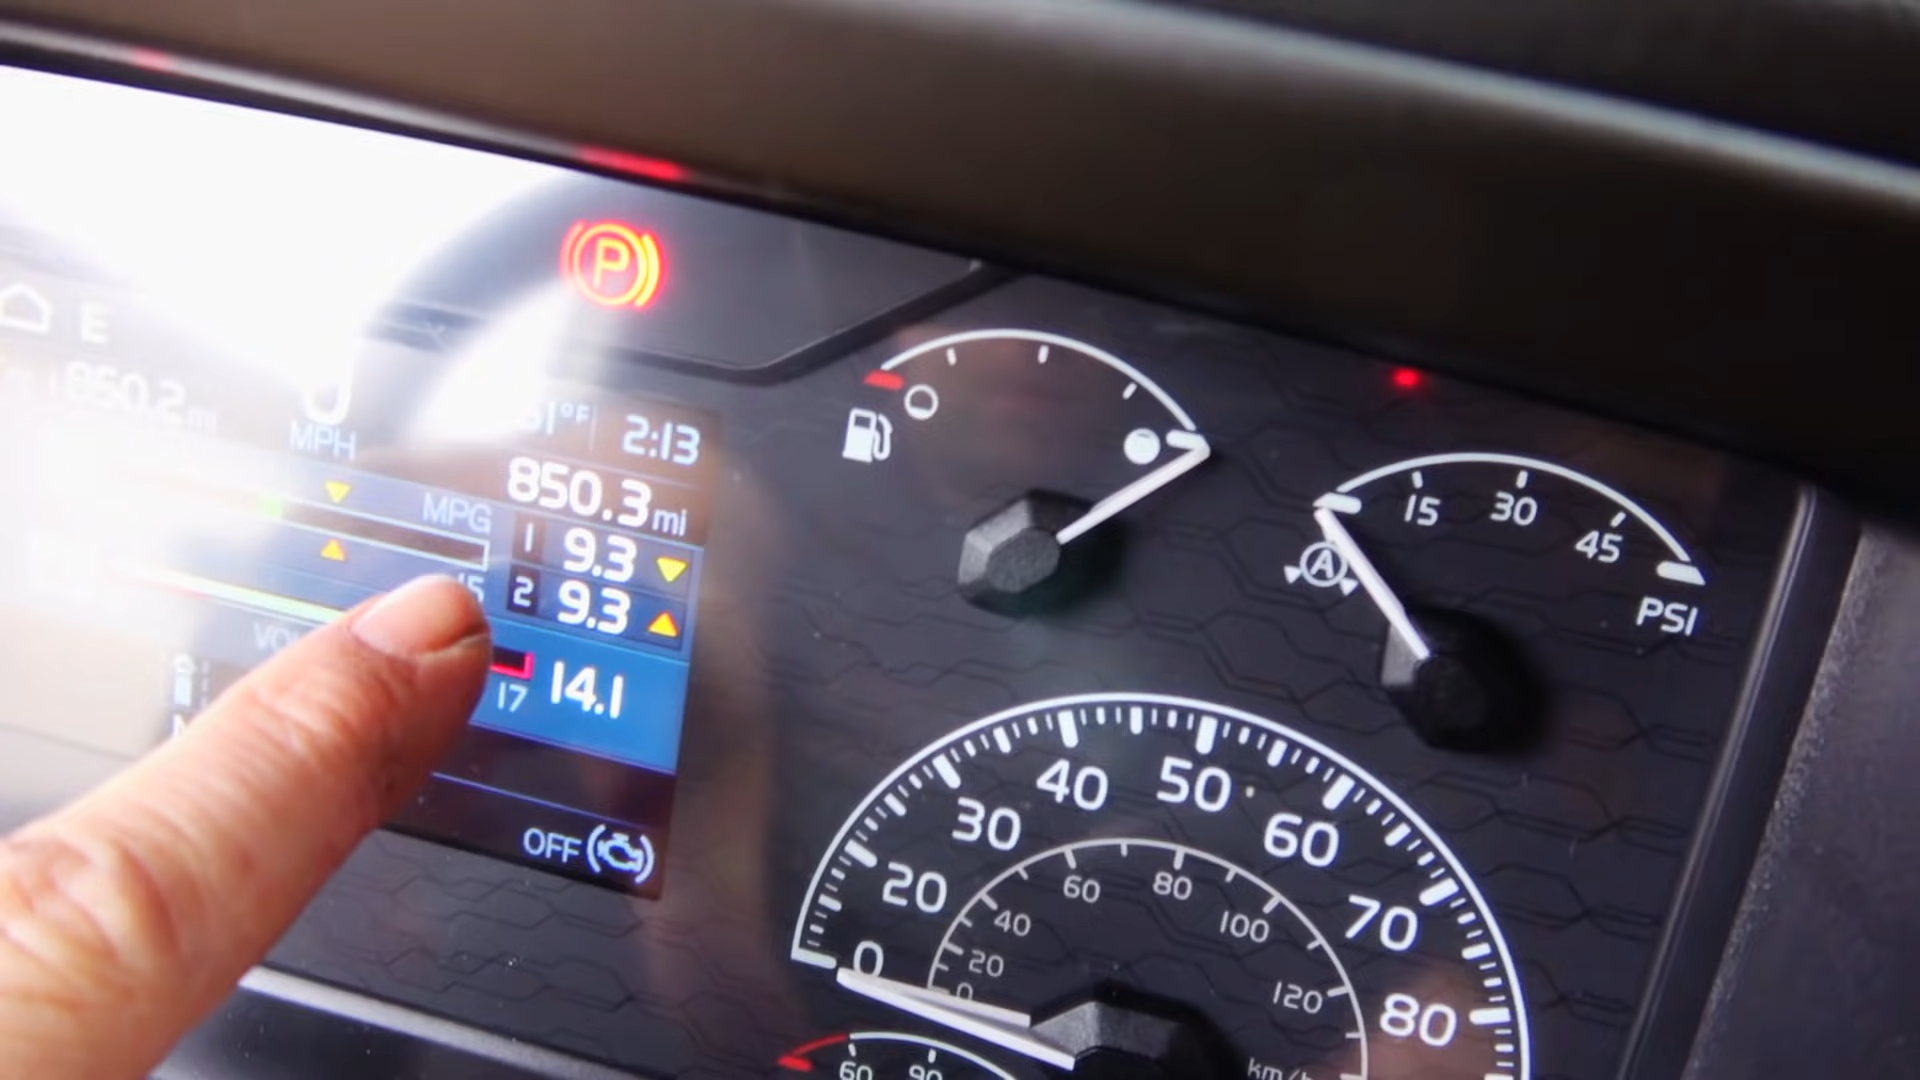 P
E
850.2 mi
MPH
°F
2:13
850.3 mi
MPG
1 9.3
15
2 9.3
17 14.1
OFF
15 30 45
A
PSI
0 20 30 40 50 60 70 80
0 20 40 60 80 100 120
km/h
60 90